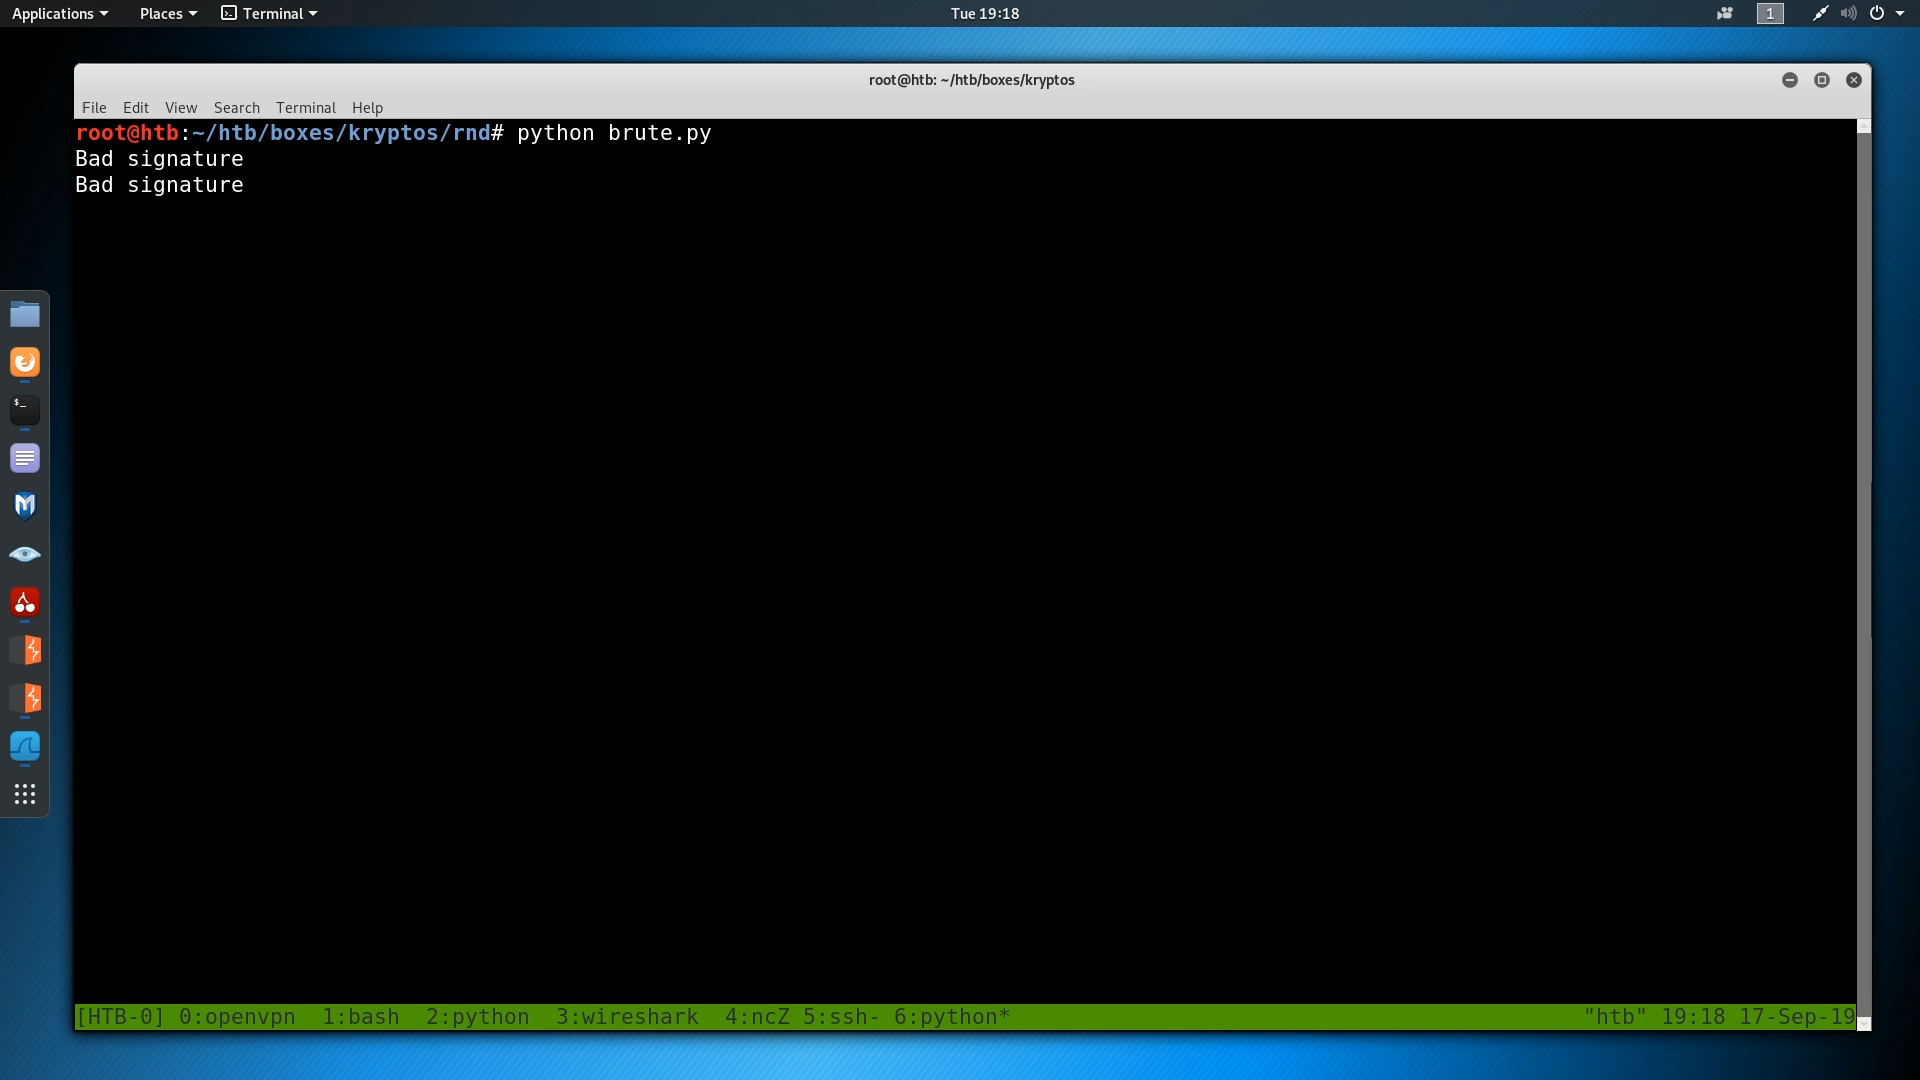 Applications Places Terminal Tue 19:18 1
root@htb: ~/htb/boxes/kryptos
File Edit View Search Terminal Help
root@htb:~/htb/boxes/kryptos/rnd# python brute.py
Bad signature
Bad signature
$_
[HTB-0] 0:openvpn  1:bash  2:python  3:wireshark  4:ncZ 5:ssh- 6:python* "htb" 19:18 17-Sep-19